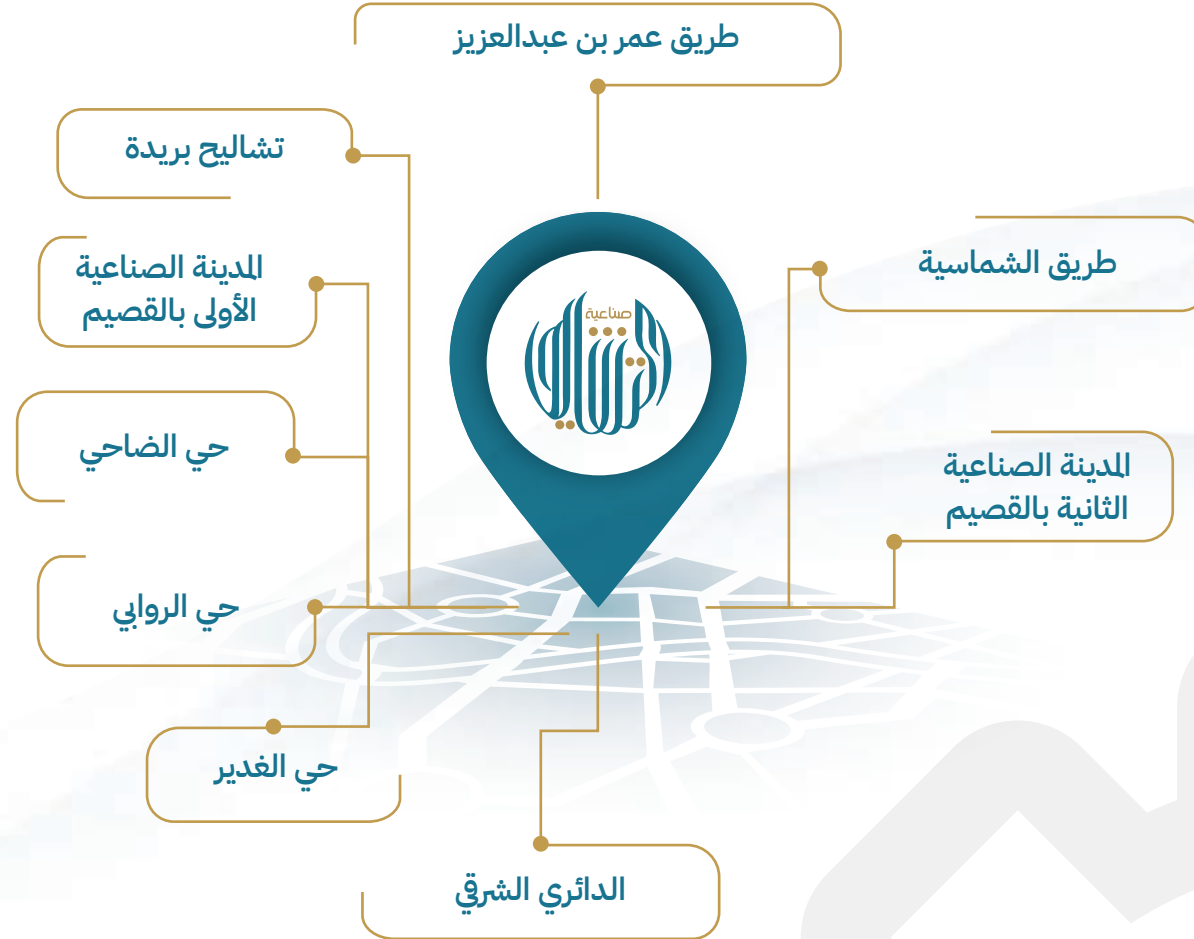 طريق عمر بن عبدالعزيز
تشاليح بريدة
طريق الشماسية
المدينة الصناعية
الأولى بالقصيم
صناعية
حي الضاحي
المدينة الصناعية
الثانية بالقصيم
حي الروابي
حي الغدير
الدائري الشرقي